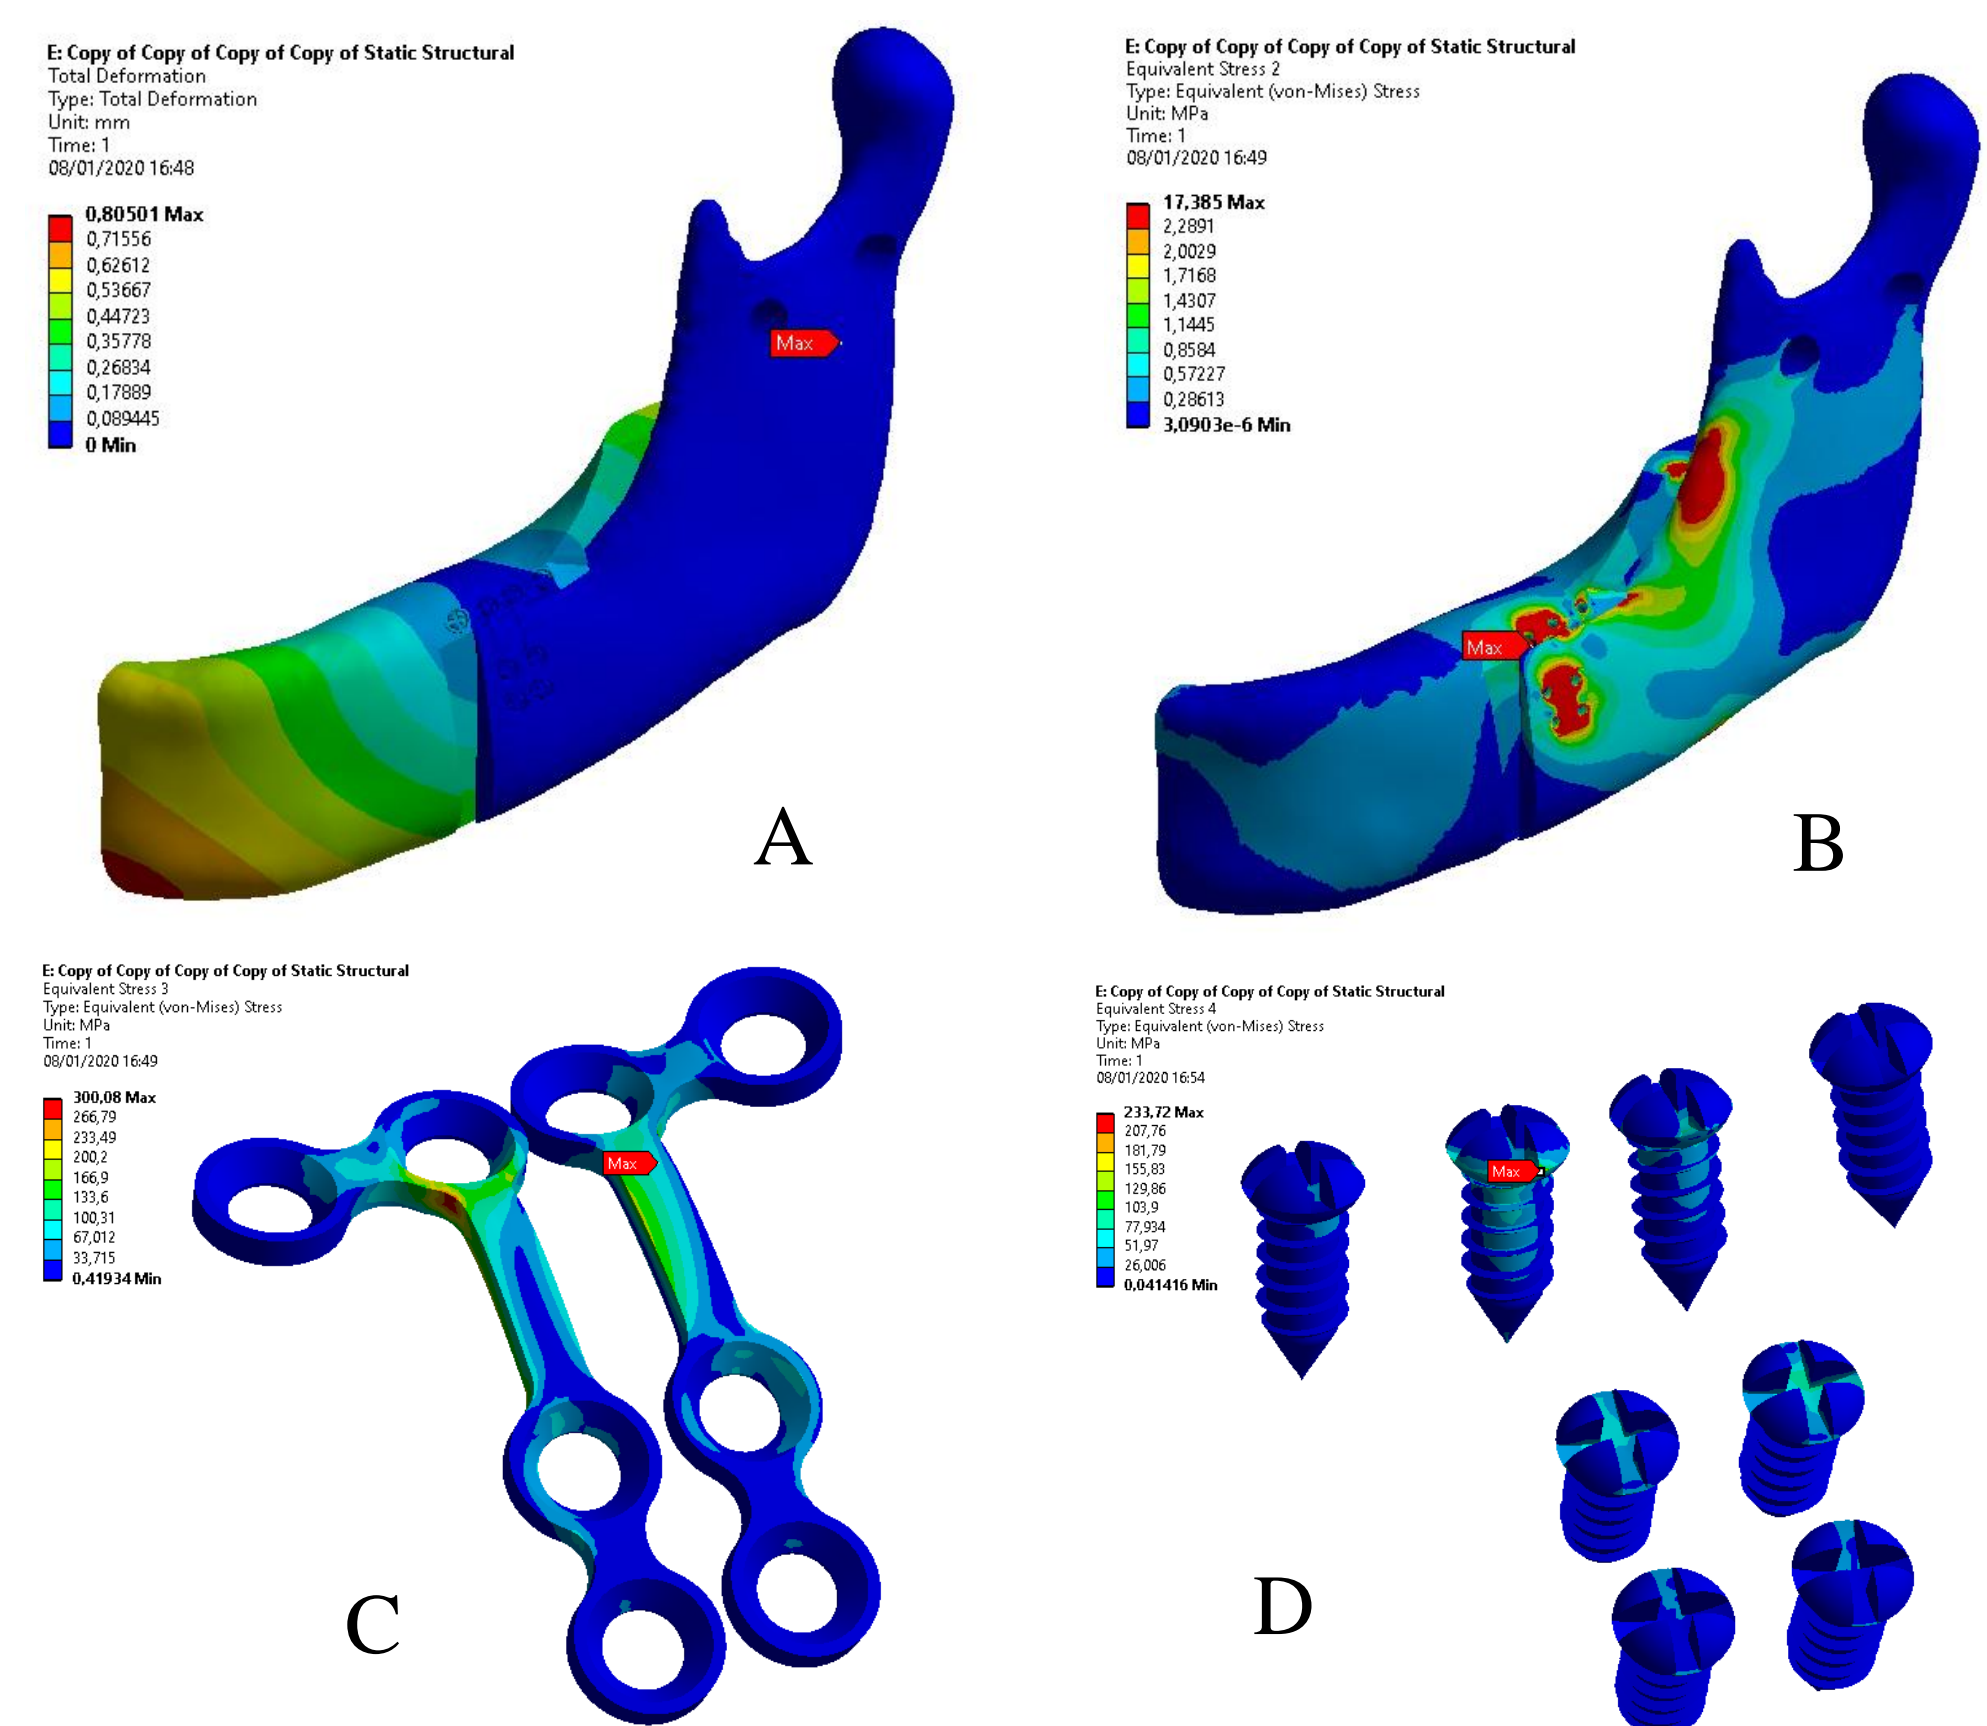 E: Copy of Copy of Copy of Copy of Static Structural
Total Deformation
Type: Total Deformation
Unit: mm
Time: 1
08/01/2020 16:48
0,80501 Max
0,71556
0,62612
0,53667
0,44723
0,35778
0,26834
0,17889
0,089445
0 Min
Max
A
E: Copy of Copy of Copy of Copy of Static Structural
Equivalent Stress 2
Type: Equivalent (von-Mises) Stress
Unit: MPa
Time: 1
08/01/2020 16:49
17,385 Max
2,2891
2,0029
1,7168
1,4307
1,1445
0,8584
0,57227
0,28613
3,0903e-6 Min
Max
B
E: Copy of Copy of Copy of Copy of Static Structural
Equivalent Stress 3
Type: Equivalent (von-Mises) Stress
Unit: MPa
Time: 1
08/01/2020 16:49
300,08 Max
266,79
233,49
200,2
166,9
133,6
100,31
67,012
33,715
0,41934 Min
Max
C
E: Copy of Copy of Copy of Copy of Static Structural
Equivalent Stress 4
Type: Equivalent (von-Mises) Stress
Unit: MPa
Time: 1
08/01/2020 16:54
233,72 Max
207,76
181,79
155,83
129,86
103,9
77,934
51,97
26,006
0,041416 Min
Max
D